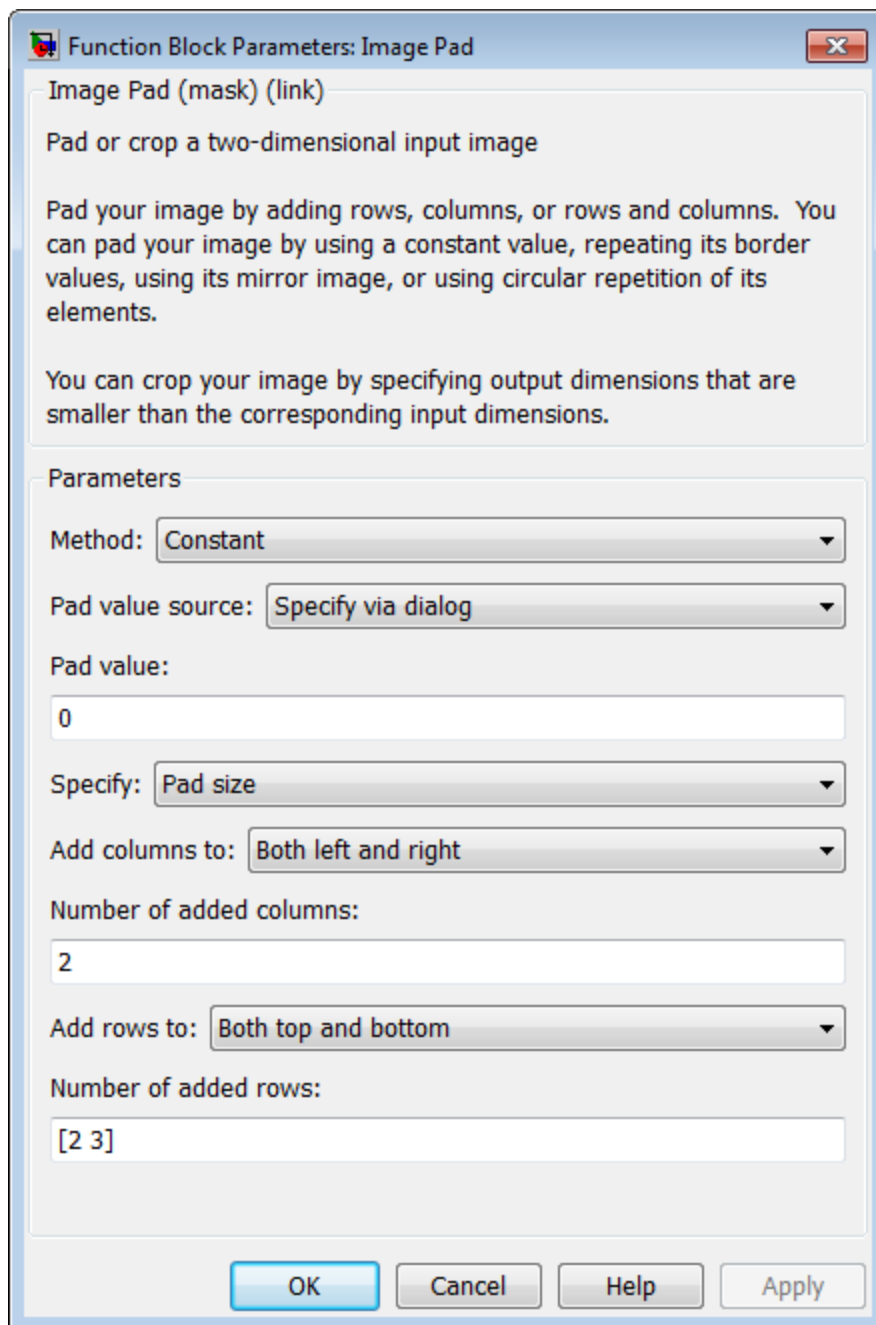 Function Block Parameters: Image Pad
Image Pad (mask) (link)
Pad or crop a two-dimensional input image
Pad your image by adding rows, columns, or rows and columns.  You
can pad your image by using a constant value, repeating its border
values, using its mirror image, or using circular repetition of its
elements.
You can crop your image by specifying output dimensions that are
smaller than the corresponding input dimensions.
Parameters
Method: Constant
Pad value source: Specify via dialog
Pad value:
0
Specify: Pad size
Add columns to: Both left and right
Number of added columns:
2
Add rows to: Both top and bottom
Number of added rows:
[2 3]
OK Cancel Help Apply